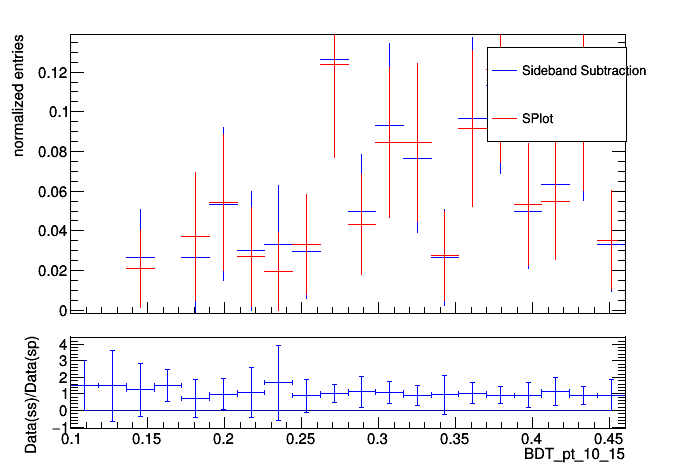 normalized entries
0.12
0.1
0.08
0.06
0.04
0.02
0
Sideband Subtraction
SPlot
Data(ss)/Data(sp)
4
3
2
1
0
−1
0.1 0.15 0.2 0.25 0.3 0.35 0.4 0.45
BDT_pt_10_15